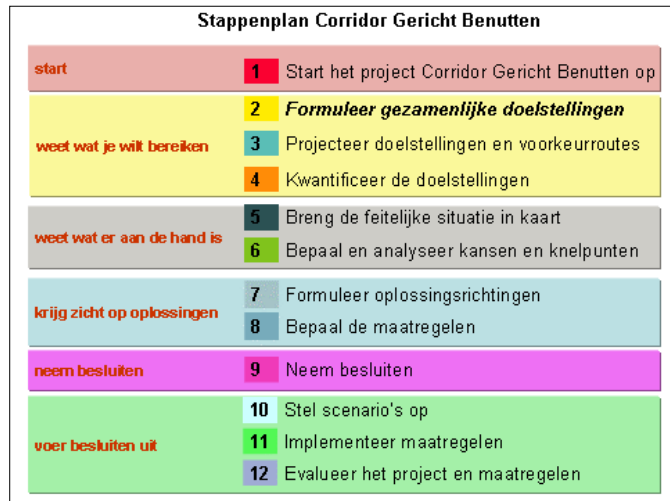 Stappenplan Corridor Gericht Benutten
start
1 Start het project Corridor Gericht Benutten op
weet wat je wilt bereiken
2 Formuleer gezamenlijke doelstellingen
3 Projecteer doelstellingen en voorkeurroutes
4 Kwantificeer de doelstellingen
weet wat er aan de hand is
5 Breng de feitelijke situatie in kaart
6 Bepaal en analyseer kansen en knelpunten
krijg zicht op oplossingen
7 Formuleer oplossingsrichtingen
8 Bepaal de maatregelen
neem besluiten
9 Neem besluiten
voer besluiten uit
10 Stel scenario's op
11 Implementeer maatregelen
12 Evalueer het project en maatregelen